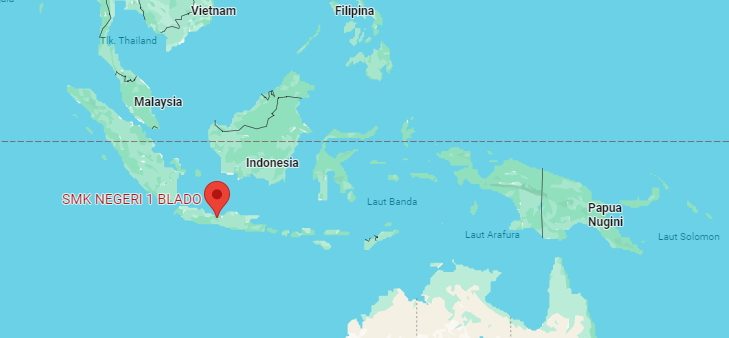 Vietnam
Filipina
Tlk. Thailand
Malaysia
Indonesia
SMK NEGERI 1 BLADO
Laut Banda
Papua
Nugini
Laut Arafura
Laut Solomon